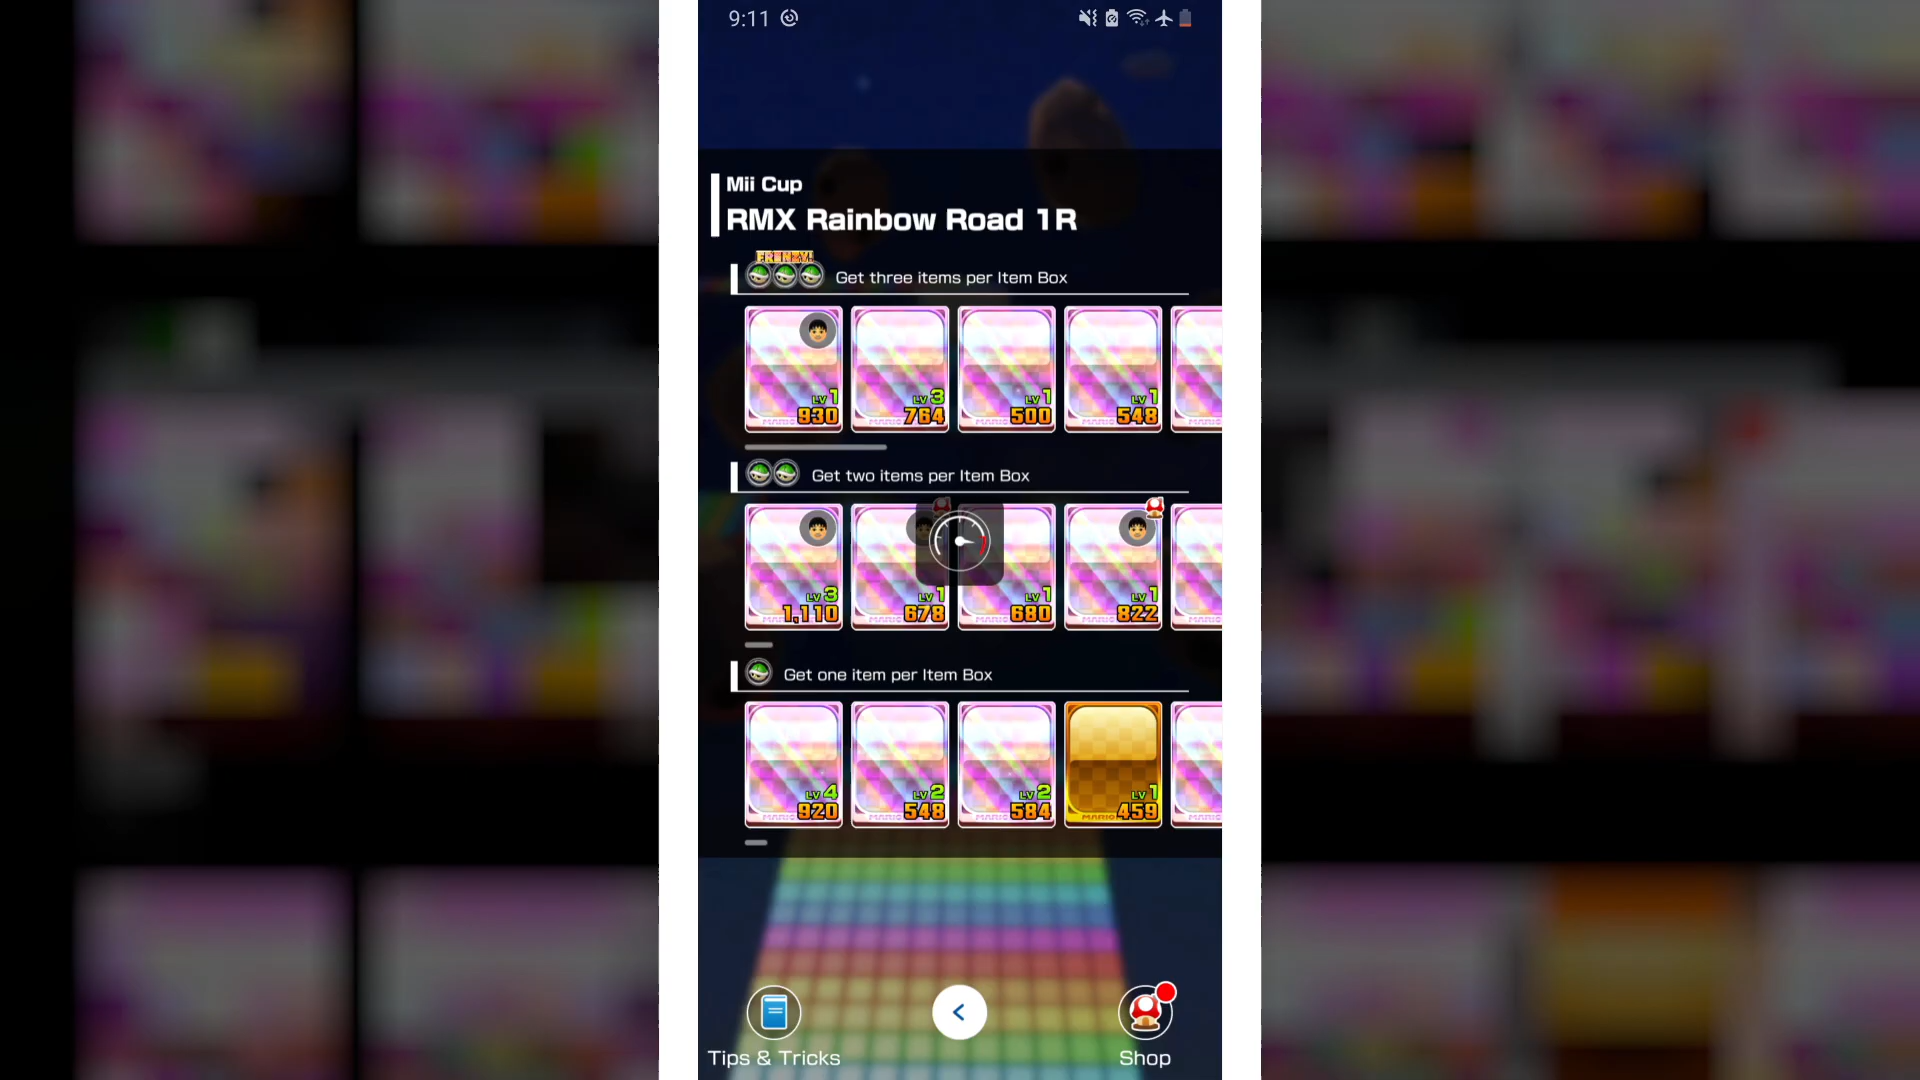 9:11
Mii Cup
RMX Rainbow Road 1R
FRENZY!
Get three items per Item Box
LV 1 LV 3 LV 1 LV 1
930 764 500 548
Get two items per Item Box
LV 3 LV 1 LV 1 LV 1
1,110 678 680 822
Get one item per Item Box
LV 4 LV 2 LV 2 LV 1
920 548 584 459
Tips & Tricks
Shop